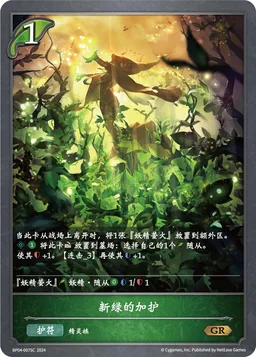 1
当此卡从战场上离开时，将1张『妖精萤火』放置到额外区。
1 将此卡 放置到墓场：选择自己的1个 随从。
使其 +1。【连击_3】再使其 +1。
『妖精萤火』 妖精·随从 1/ 1
新绿的加护
护符 精灵族 GR
BP04-007SC 2024 © Cygames, Inc. Published by NetLove Games